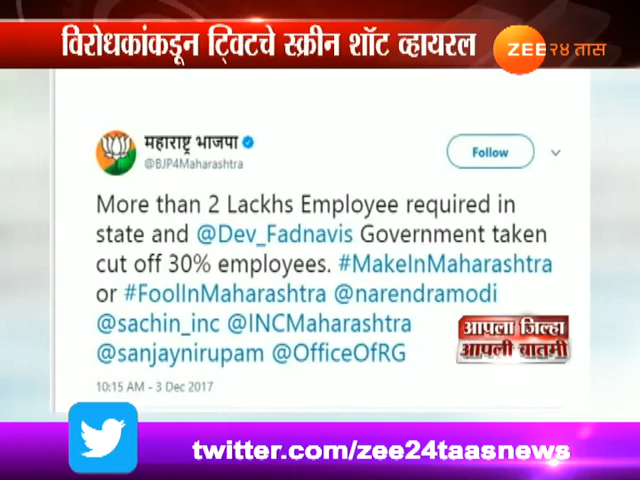 विरोधकांकडून ट्विटचे स्क्रीन शॉट व्हायरल
ZEE २४ तास
महाराष्ट्र भाजपा
@BJP4Maharashtra
Follow
More than 2 Lackhs Employee required in
state and @Dev_Fadnavis Government taken
cut off 30% employees. #MakeInMaharashtra
or #FoolInMaharashtra @narendramodi
@sachin_inc @INCMaharashtra
@sanjaynirupam @OfficeOfRG
10:15 AM - 3 Dec 2017
आपला जिल्हा
आपली बातमी
twitter.com/zee24taasnews